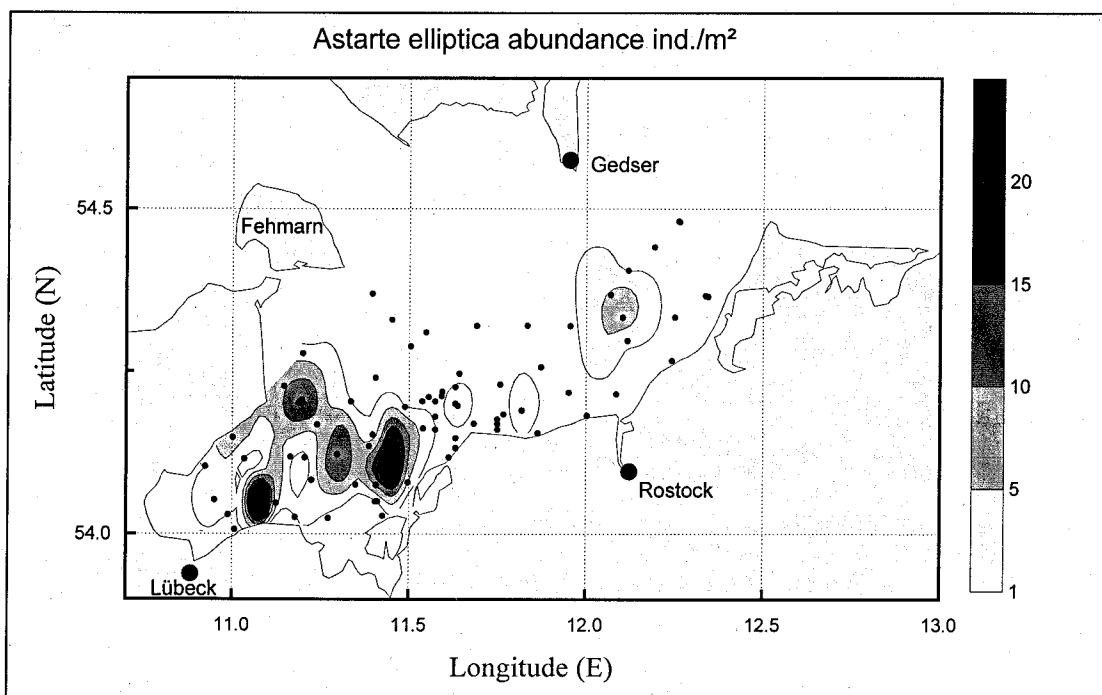 Astarte elliptica abundance ind./m²
Gedser
Fehmarn
Rostock
Lübeck
54.5
54.0
Latitude (N)
11.0
11.5
12.0
12.5
13.0
Longitude (E)
20
15
10
5
1